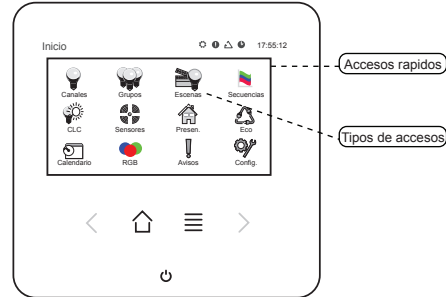 Inicio 17:55:12
Accesos rapidos
Canales Grupos Escenas Secuencias
CLC Sensores Presen. Eco
Tipos de accesos
Calendario RGB Avisos Config.